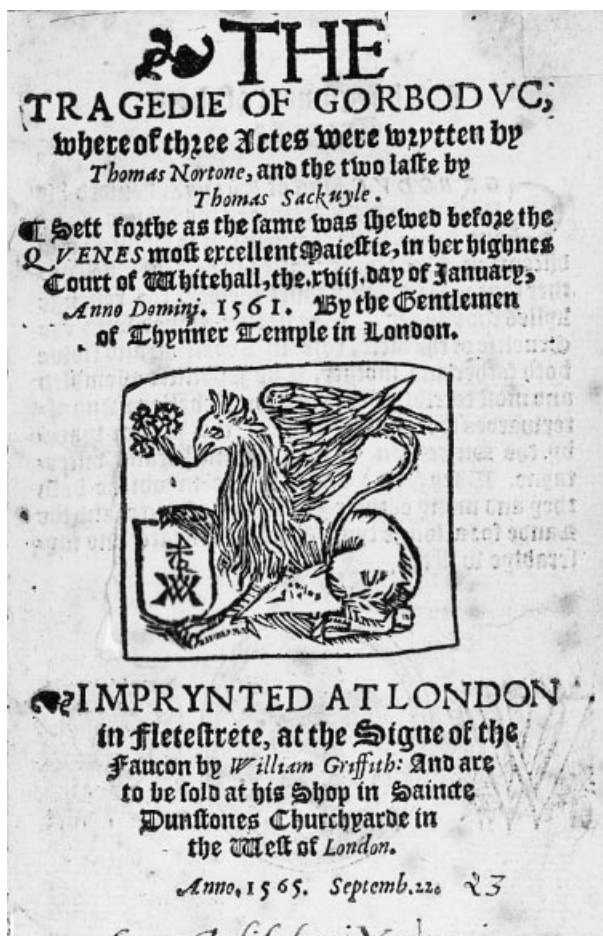 THE
TRAGEDIE OF GORBODVC,
where of three Actes were wrytten by
Thomas Nortone, and the two laste by
Thomas Sackuyle.
¶ Sett forthe as the same was shewed before the
QVENES most excellent Maiestie, in her highnes
Court of Whitehall, the .xviij. day of January,
Anno Domini. 1561. By the Gentlemen
of Thynner Temple in London.
IMPRYNTED AT LONDON
in Fletestrete, at the Signe of the
Faucon by William Griffith: And are
to be sold at his Shop in Saincte
Dunstones Churchyarde in
the West of London.
Anno, 1565. Septemb. 22.